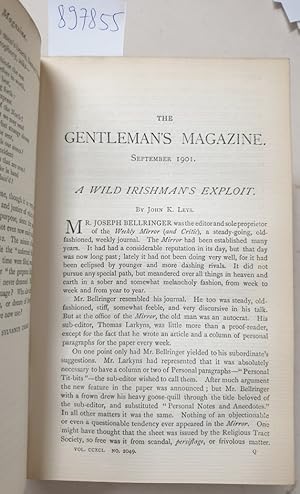 897855
Magazine
THE
GENTLEMAN'S MAGAZINE.
SEPTEMBER 1901.
A WILD IRISHMAN'S EXPLOIT.
BY JOHN K. LEYS.
MR. JOSEPH BELLRINGER was the editor and sole proprietor
of the Weekly Mirror (and Critic), a steady-going, old-
fashioned, weekly journal. The Mirror had been established many
years. It had had a considerable reputation in its day, but that day
was now long past; lately it had not been doing very well, for it
had been eclipsed by younger and more dashing rivals. It did not
pursue any special path, but meandered over all things in heaven and
earth in a sober and somewhat melancholy fashion, from week to
week and from year to year.
Mr. Bellringer resembled his journal. He too was steady, old-
fashioned, stiff, somewhat feeble, and very discursive in his talk.
But at the office of the Mirror, the old man was an autocrat. His
sub-editor, Thomas Larkyns, was little more than a proof-reader,
except for the fact that he wrote an article and a column of personal
paragraphs for the paper every week.
On one point only had Mr. Bellringer yielded to his subordinate's
suggestions. Mr. Larkyns had represented that it was absolutely
necessary to have a column or two of Personal paragraphs—"Personal
Tit-bits"—the sub-editor wished to call them. After much argument
the new feature in the paper was announced; but Mr. Bellringer
with a frown drew his heavy goose-quill through the title beloved of
the sub-editor, and substituted "Personal Notes and Anecdotes."
In all other matters it was the same. Nothing of an objectionable
or even a questionable tendency ever appeared in the Mirror. One
might have thought that the sheet was issued by the Religious Tract
Society, so free was it from scandal, persiflage, or frivolous matter.
VOL. CCXCI. NO. 2049. Q